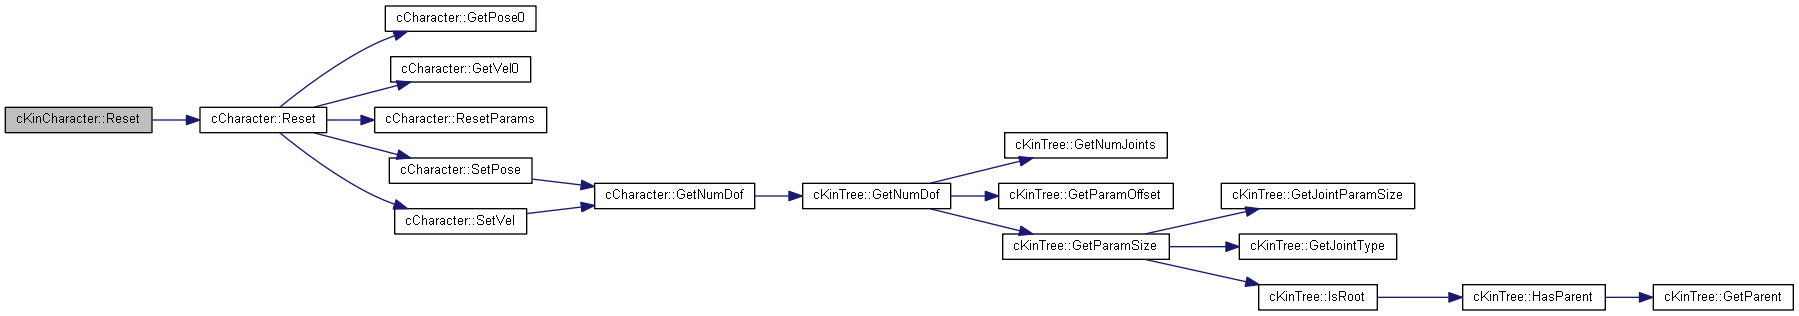 cCharacter::GetPose0
cCharacter::GetVel0
cKinCharacter::Reset
cCharacter::Reset
cCharacter::ResetParams
cCharacter::SetPose
cCharacter::SetVel
cCharacter::GetNumDof
cKinTree::GetNumDof
cKinTree::GetNumJoints
cKinTree::GetParamOffset
cKinTree::GetParamSize
cKinTree::GetJointParamSize
cKinTree::GetJointType
cKinTree::IsRoot
cKinTree::HasParent
cKinTree::GetParent